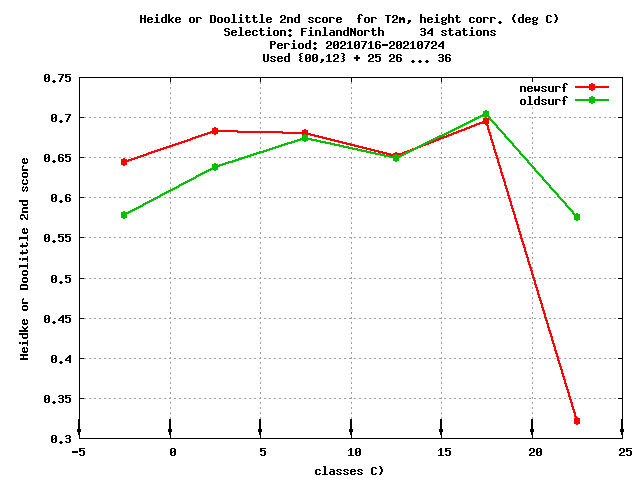 Heidke or Doolittle 2nd score  for T2m, height corr. (deg C)
Selection: FinlandNorth     34 stations
Period: 20210716-20210724
Used {00,12} + 25 26 ... 36
newsurf
oldsurf
Heidke or Doolittle 2nd score
0.75
0.7
0.65
0.6
0.55
0.5
0.45
0.4
0.35
0.3
-5 0 5 10 15 20 25
classes C)